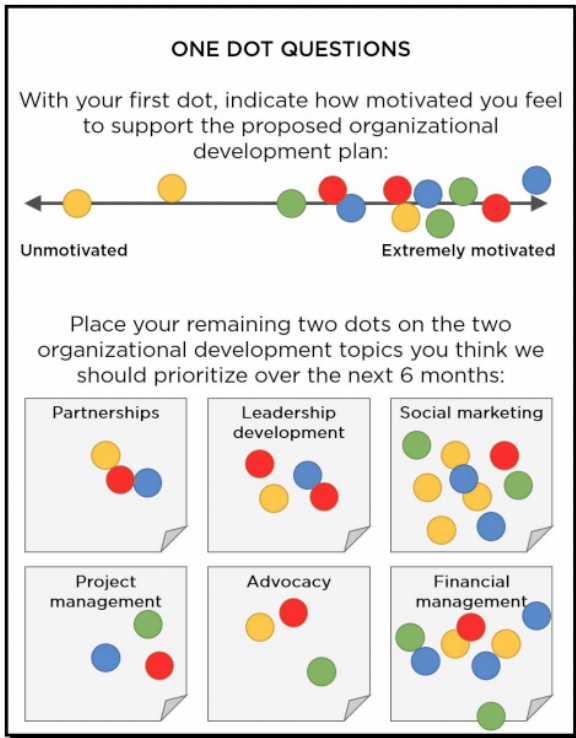 ONE DOT QUESTIONS
With your first dot, indicate how motivated you feel
to support the proposed organizational
development plan:
Unmotivated
Extremely motivated
Place your remaining two dots on the two
organizational development topics you think we
should prioritize over the next 6 months:
Partnerships
Leadership
development
Social marketing
Project
management
Advocacy
Financial
management